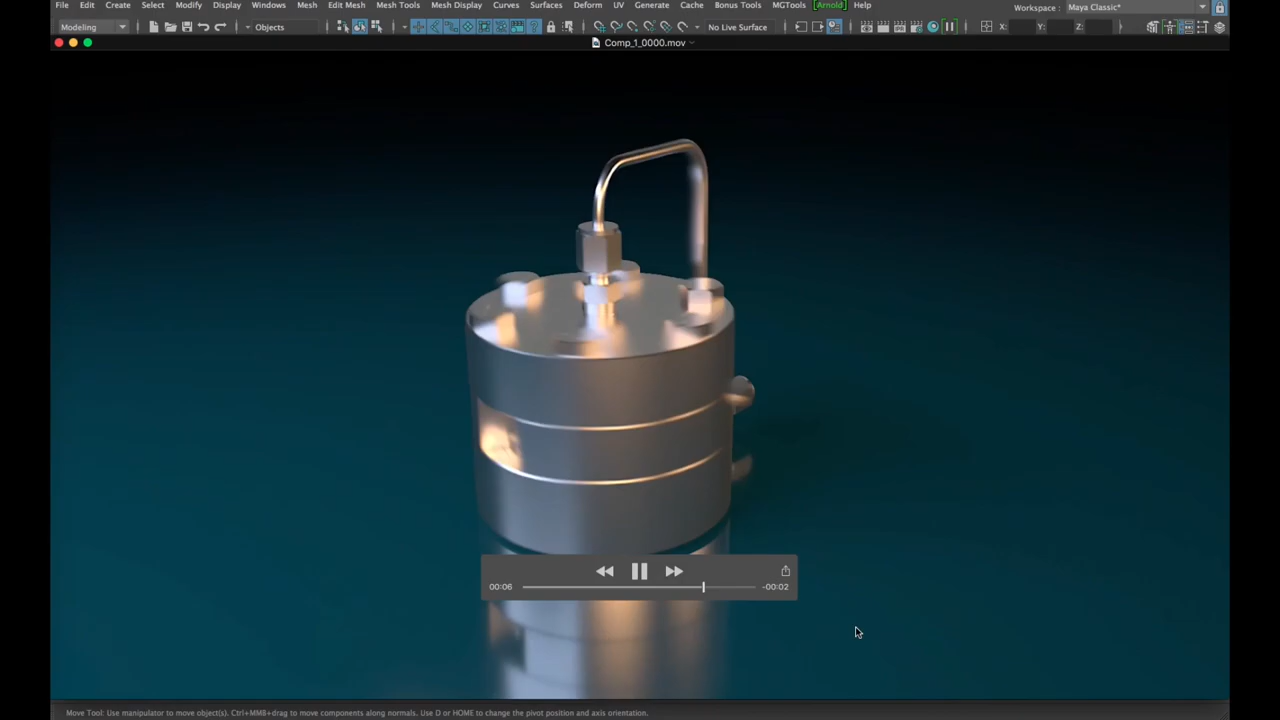 File Edit Create Select Modify Display Windows Mesh Edit Mesh Mesh Tools Mesh Display Curves Surfaces Deform UV Generate Cache Bonus Tools MGTools Arnold Help Workspace : Maya Classic*
Modeling Objects No Live Surface X: Y: Z:
Comp_1_0000.mov
00:06 -00:02
Move Tool: Use manipulator to move object(s). Ctrl+MMB+drag to move components along normals. Use D or HOME to change the pivot position and axis orientation.